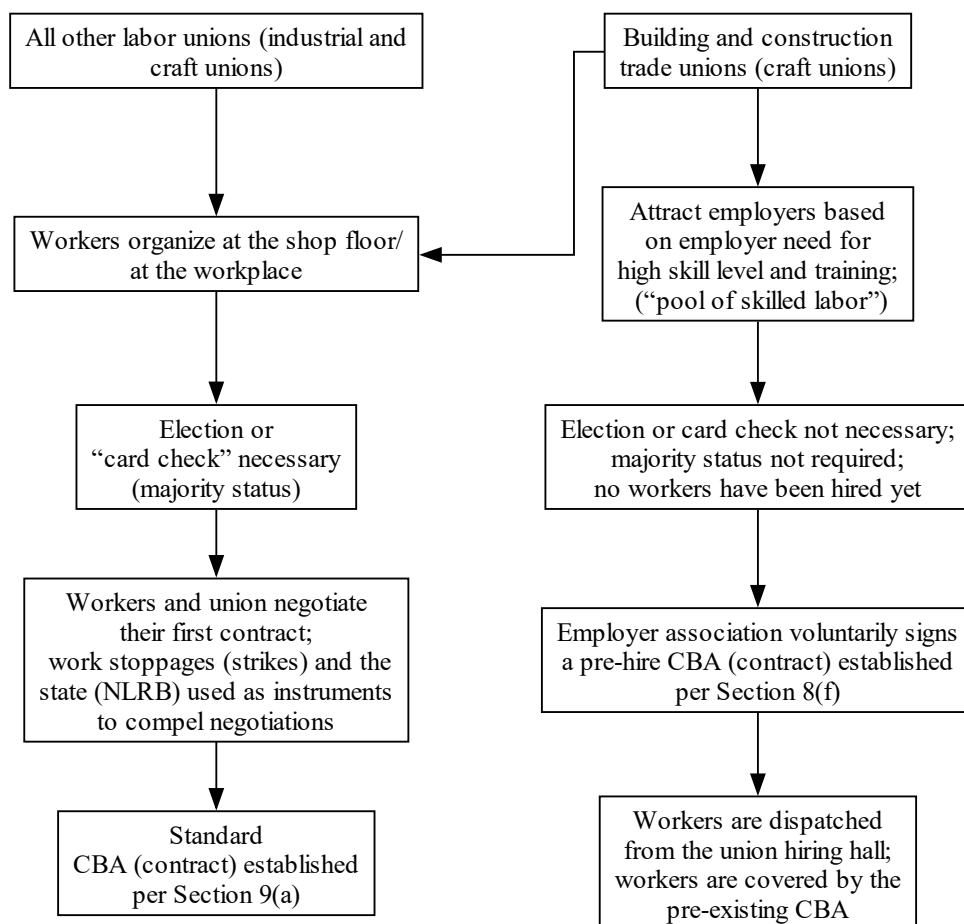 All other labor unions (industrial and
craft unions)
Building and construction
trade unions (craft unions)
Workers organize at the shop floor/
at the workplace
Attract employers based
on employer need for
high skill level and training;
(“pool of skilled labor”)
Election or
“card check” necessary
(majority status)
Election or card check not necessary;
majority status not required;
no workers have been hired yet
Workers and union negotiate
their first contract;
work stoppages (strikes) and the
state (NLRB) used as instruments
to compel negotiations
Employer association voluntarily signs
a pre-hire CBA (contract) established
per Section 8(f)
Standard
CBA (contract) established
per Section 9(a)
Workers are dispatched
from the union hiring hall;
workers are covered by the
pre-existing CBA